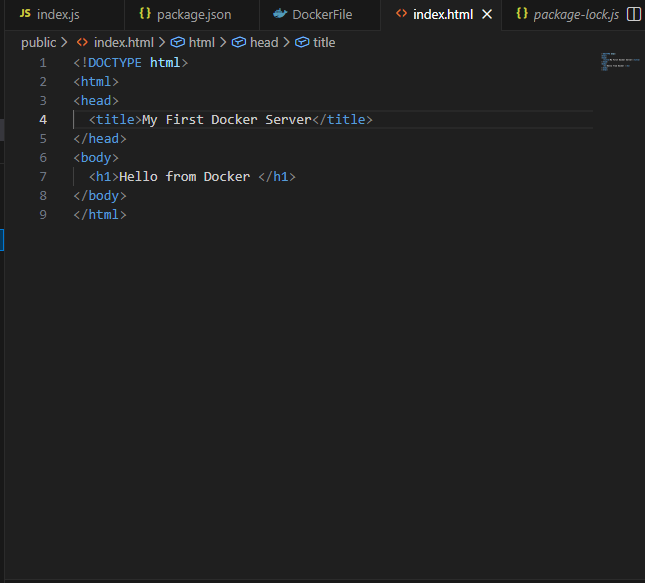 JS index.js {} package.json DockerFile <> index.html {} package-lock.js
public > <> index.html > html > head > title
1 <!DOCTYPE html>
2 <html>
3 <head>
4 <title>My First Docker Server</title>
5 </head>
6 <body>
7 <h1>Hello from Docker </h1>
8 </body>
9 </html>